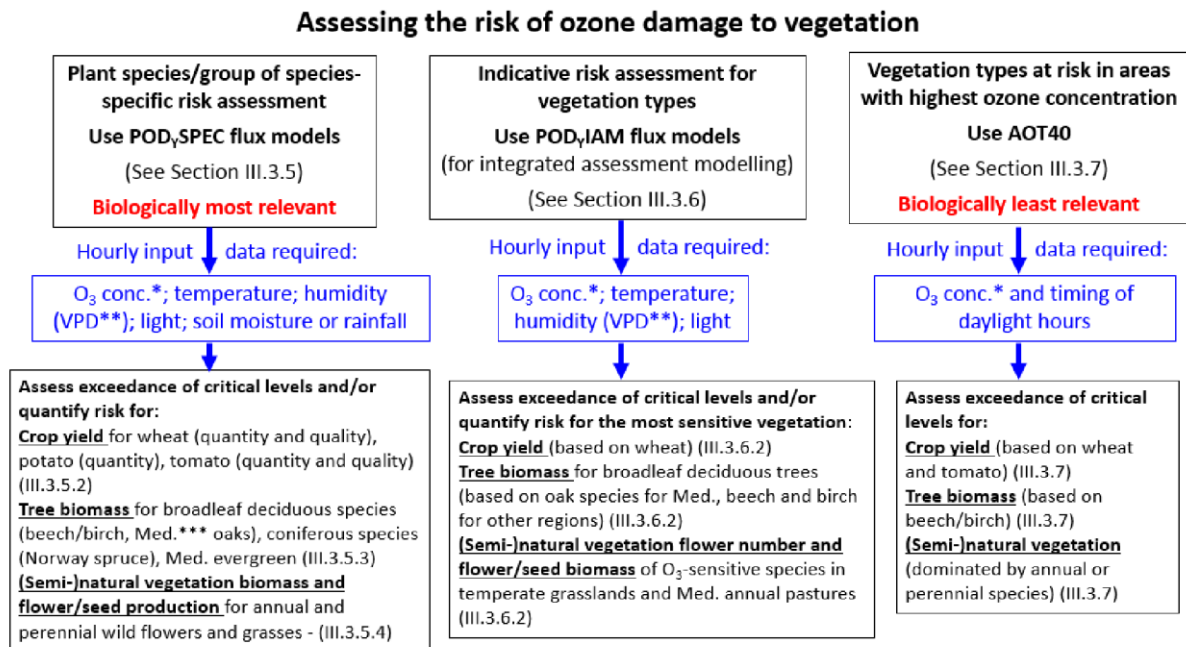 Assessing the risk of ozone damage to vegetation
Plant species/group of species-
specific risk assessment
Use PODYSPEC flux models
(See Section III.3.5)
Biologically most relevant
Hourly input data required:
O3 conc.*; temperature; humidity
(VPD**); light; soil moisture or rainfall
Assess exceedance of critical levels and/or
quantify risk for:
Crop yield for wheat (quantity and quality),
potato (quantity), tomato (quantity and quality)
(III.3.5.2)
Tree biomass for broadleaf deciduous species
(beech/birch, Med.*** oaks), coniferous species
(Norway spruce), Med. evergreen (III.3.5.3)
(Semi-)natural vegetation biomass and
flower/seed production for annual and
perennial wild flowers and grasses - (III.3.5.4)
Indicative risk assessment for
vegetation types
Use PODYIAM flux models
(for integrated assessment modelling)
(See Section III.3.6)
Hourly input data required:
O3 conc.*; temperature;
humidity (VPD**); light
Assess exceedance of critical levels and/or
quantify risk for the most sensitive vegetation:
Crop yield (based on wheat) (III.3.6.2)
Tree biomass for broadleaf deciduous trees
(based on oak species for Med., beech and birch
for other regions) (III.3.6.2)
(Semi-)natural vegetation flower number and
flower/seed biomass of O3-sensitive species in
temperate grasslands and Med. annual pastures
(III.3.6.2)
Vegetation types at risk in areas
with highest ozone concentration
Use AOT40
(See Section III.3.7)
Biologically least relevant
Hourly input data required:
O3 conc.* and timing of
daylight hours
Assess exceedance of critical
levels for:
Crop yield (based on wheat
and tomato) (III.3.7)
Tree biomass (based on
beech/birch) (III.3.7)
(Semi-)natural vegetation
(dominated by annual or
perennial species) (III.3.7)